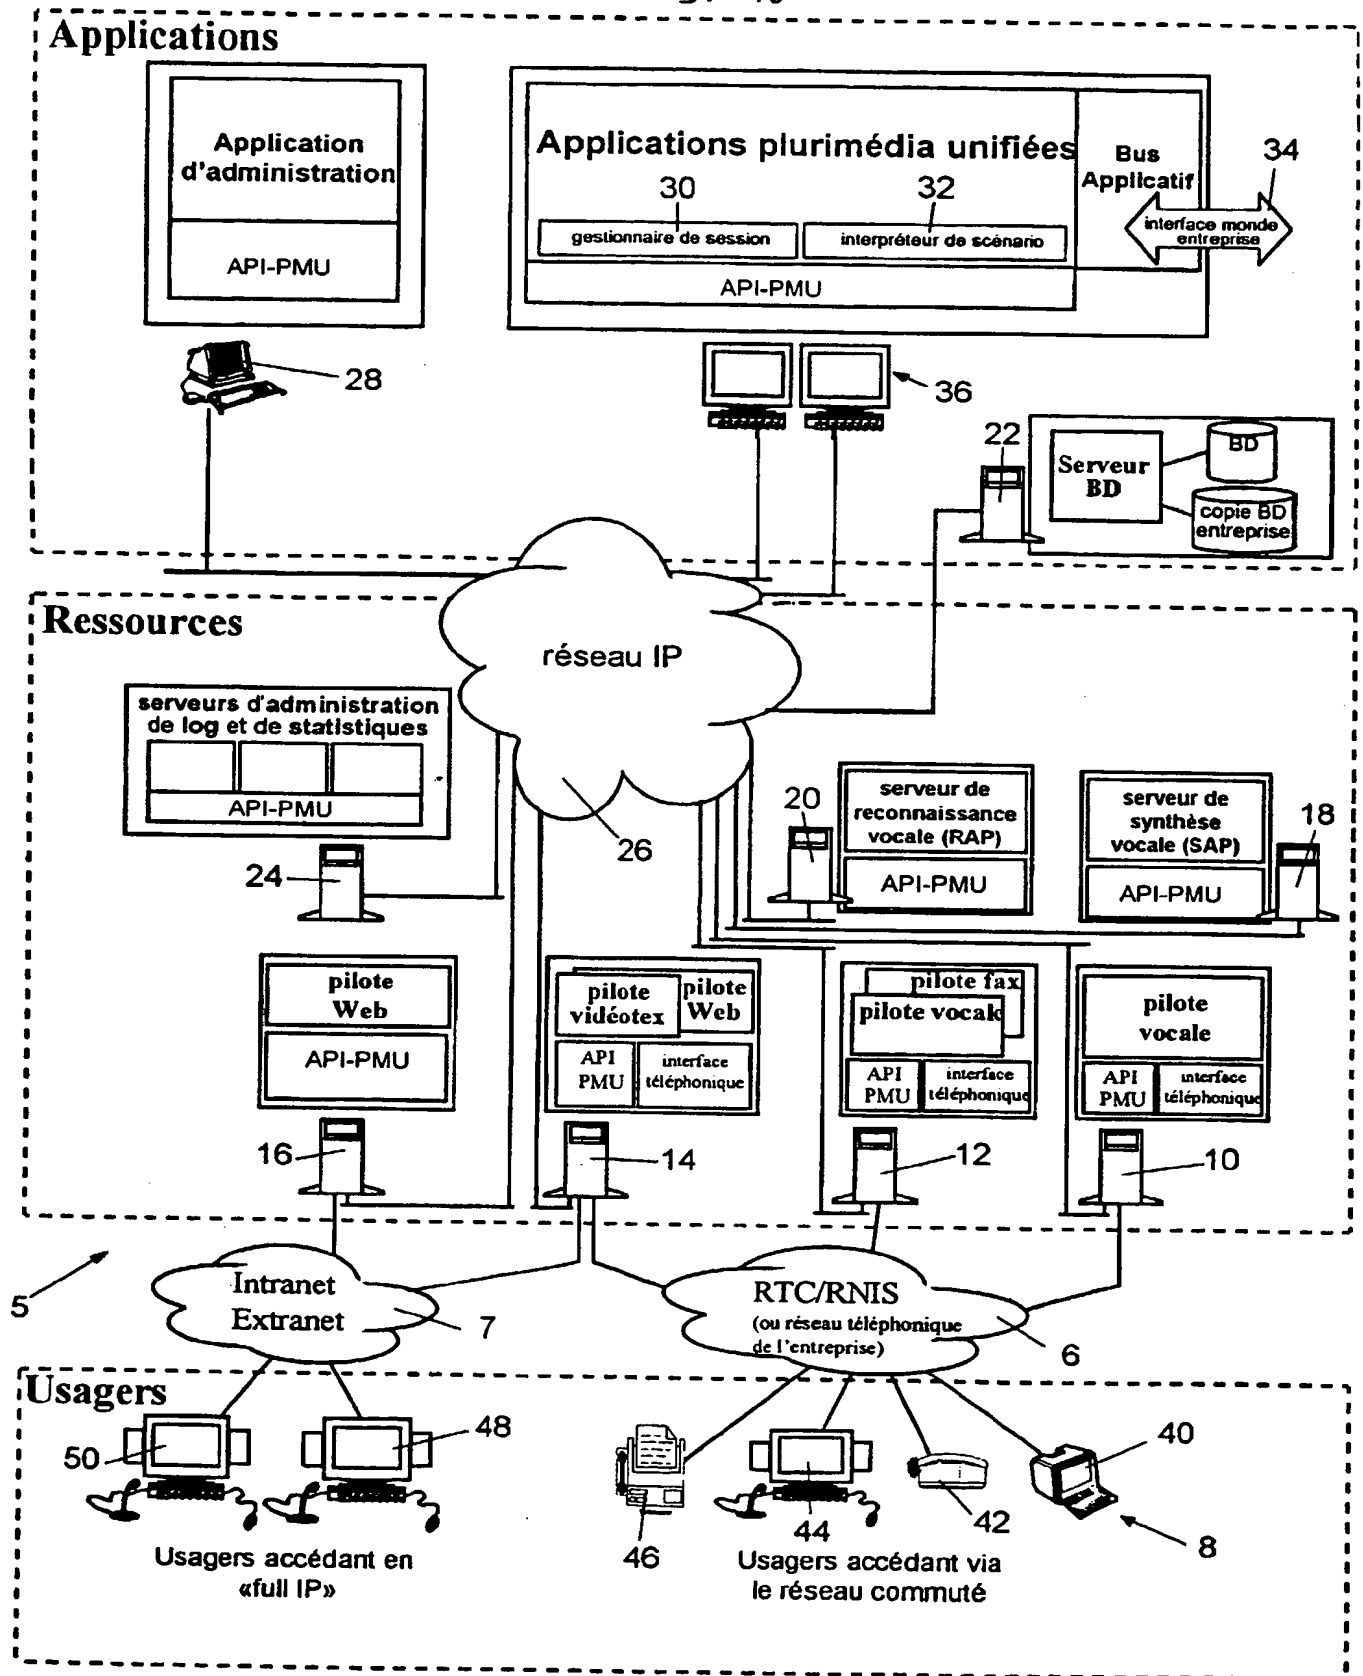 Applications
Application
d'administration
API-PMU
Applications plurimédia unifiées
30
32
gestionnaire de session
interpréteur de scénario
API-PMU
Bus
Applicatif
34
interface monde
entreprise
28
36
22
Serveur
BD
BD
copie BD
entreprise
Ressources
réseau IP
serveurs d'administration
de log et de statistiques
API-PMU
24
26
20
serveur de
reconnaissance
vocale (RAP)
API-PMU
serveur de
synthèse
vocale (SAP)
API-PMU
18
pilote
Web
API-PMU
pilote
vidéotex
pilote
Web
API
PMU
interface
téléphonique
pilote fax
pilote vocak
API
PMU
interface
téléphonique
pilote
vocale
API
PMU
interface
téléphonique
16
14
12
10
5
Intranet
Extranet
7
RTC/RNIS
(ou réseau téléphonique
de l'entreprise)
6
Usagers
50
48
46
44
42
40
8
Usagers accédant en
«full IP»
Usagers accédant via
le réseau commuté